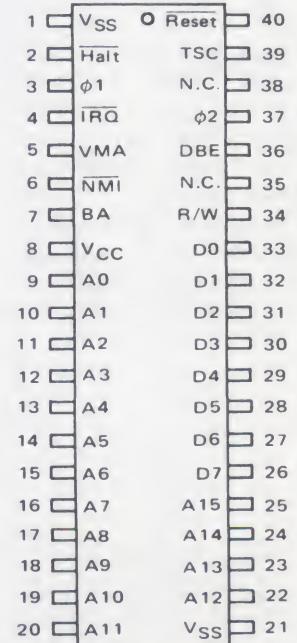 1 VSS Reset 40
2 Halt TSC 39
3 ϕ1 N.C. 38
4 IRQ ϕ2 37
5 VMA DBE 36
6 NMI N.C. 35
7 BA R/W 34
8 VCC D0 33
9 A0 D1 32
10 A1 D2 31
11 A2 D3 30
12 A3 D4 29
13 A4 D5 28
14 A5 D6 27
15 A6 D7 26
16 A7 A15 25
17 A8 A14 24
18 A9 A13 23
19 A10 A12 22
20 A11 VSS 21